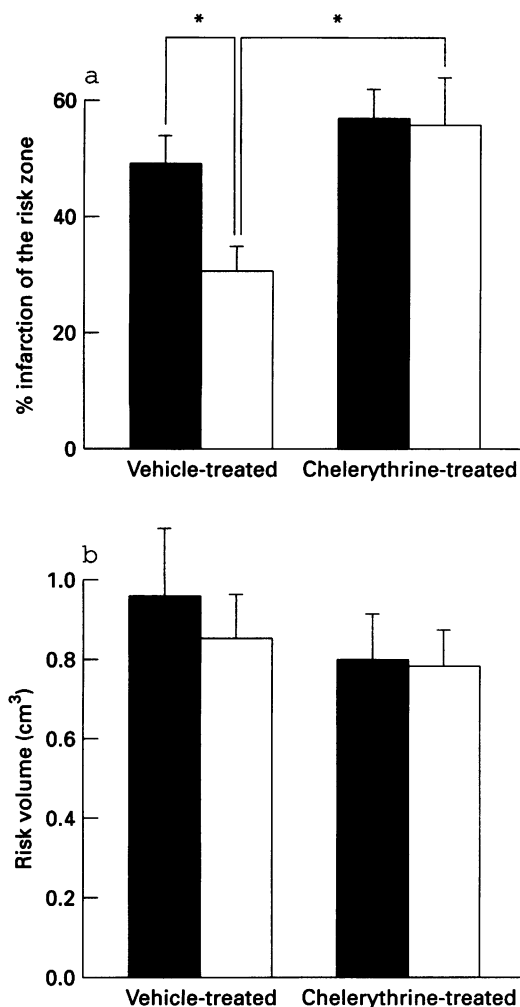 * *
a
60
40
20
0
% infarction of the risk zone
Vehicle-treated Chelerythrine-treated
b
1.0
0.8
0.6
0.4
0.2
0.0
Risk volume (cm³)
Vehicle-treated Chelerythrine-treated